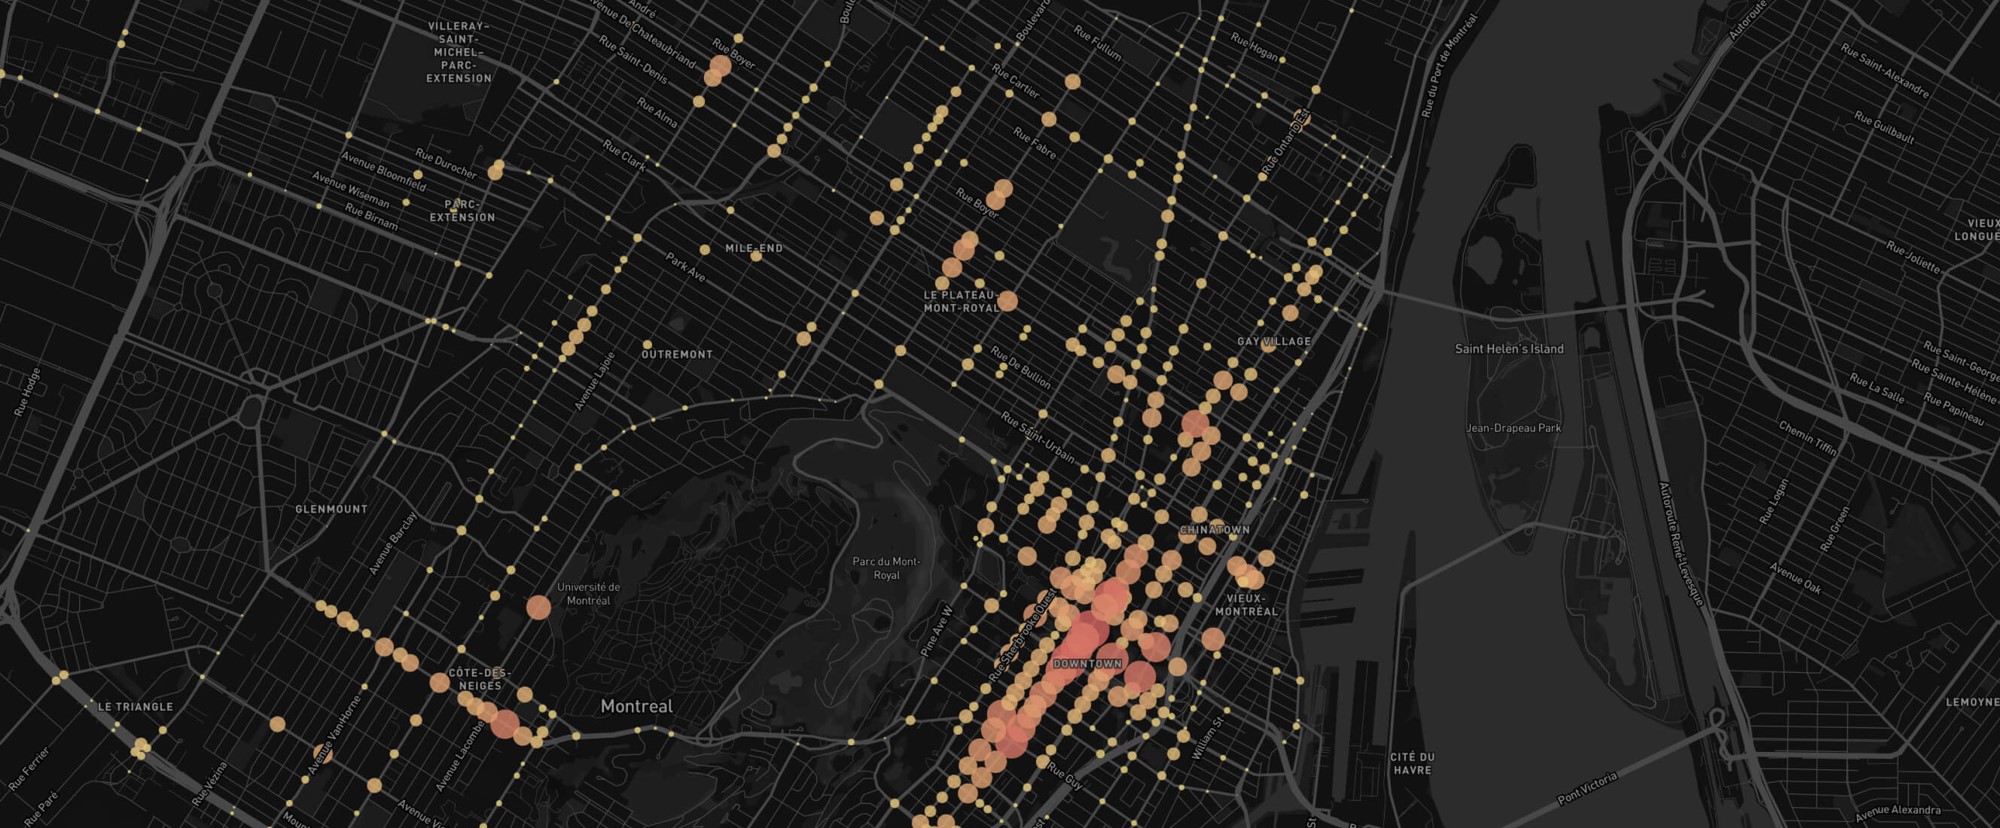 André
Avenue De Chateaubriand
Rue Saint-Denis
Rue Boyer
VILLERAY–
SAINT-
MICHEL–
PARC-
EXTENSION
Rue Fullum
Rue Hogan
Rue du Port de Montréal
Rue Saint-Alexandre
Rue Cartier
Rue Alma
Rue Guilbault
Rue Fabre
Rue Ontario Est
Rue Clark
Rue Durocher
Avenue Bloomfield
Avenue Wiseman
Rue Birnam
PARC-
EXTENSION
Rue Boyer
MILE-END
Park Ave
Rue Joliette
LE PLATEAU-
MONT-ROYAL
GAY VILLAGE
Saint Helen's Island
OUTREMONT
Rue De Bullion
Avenue Lajoie
Rue Hodge
Rue Saint-George
Rue Sainte-Hélène
Rue La Salle
Rue Papineau
Rue Saint-Urbain
Jean-Drapeau Park
Chemin Tiffin
GLENMOUNT
Avenue Barclay
CHINATOWN
Rue Logan
Rue Green
Autoroute René-Lévesque
Parc du Mont-
Royal
Université de
Montréal
VIEUX-
MONTRÉAL
Avenue Oak
Pine Ave W
Rue Sherbrooke Ouest
DOWNTOWN
CÔTE-DES-
NEIGES
Montreal
LE TRIANGLE
LEMOYNE
Avenue Van Horne
Avenue Lacombe
William St
Rue Guy
CITÉ DU
HAVRE
Rue Ferrier
Rue Vézina
Rue Paré
Pont Victoria
Avenue Alexandra